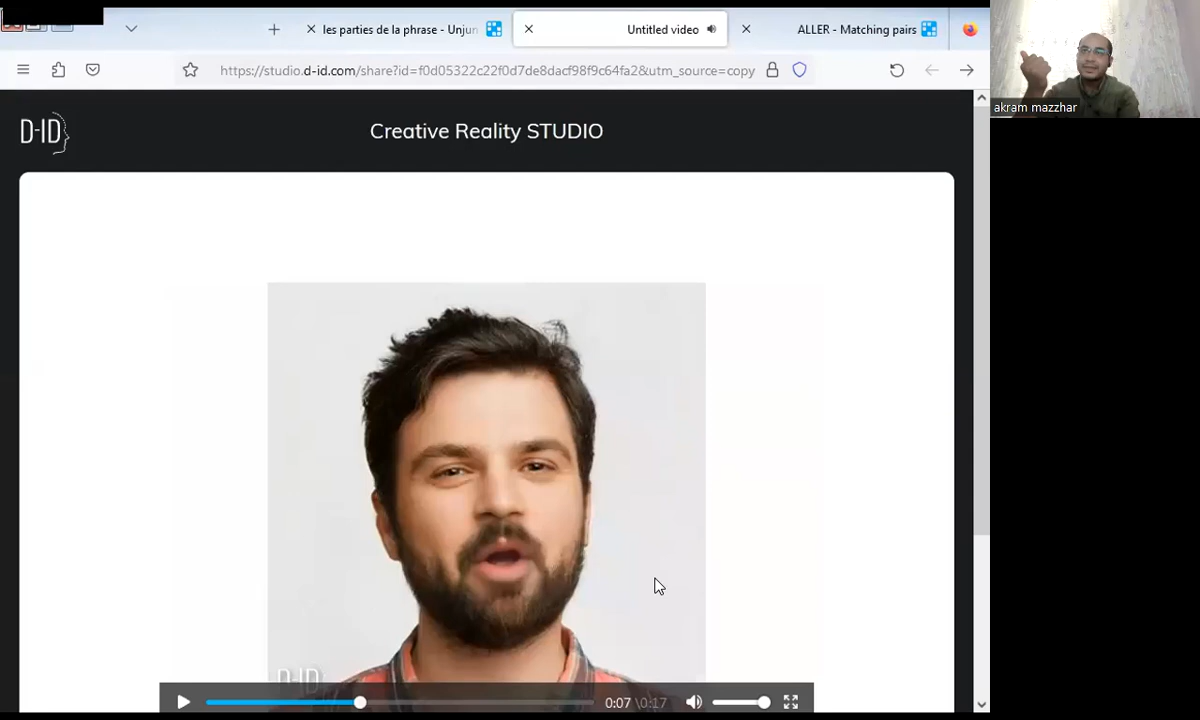 les parties de la phrase - Unjun
Untitled video
ALLER - Matching pairs
https://studio.d-id.com/share?id=f0d05322c22f0d7de8dacf98f9c64fa2&utm_source=copy
akram mazzhar
D-ID
Creative Reality STUDIO
D-ID
0:07 \0:17